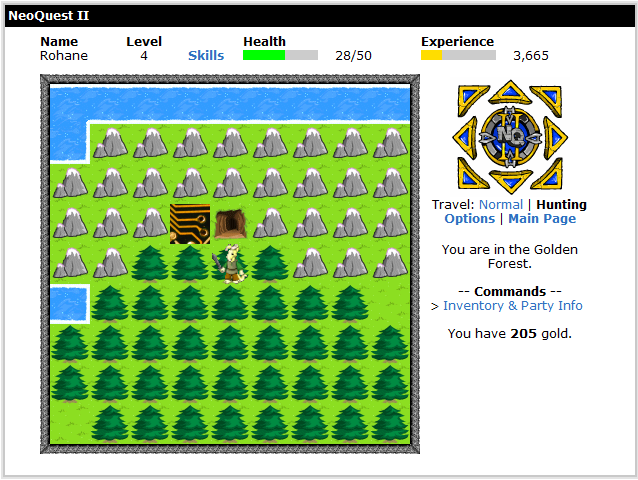 NeoQuest II
Name Level Health Experience
Rohane 4 Skills 28/50 3,665
NQ
Travel: Normal | Hunting
Options | Main Page
You are in the Golden
Forest.
-- Commands --
> Inventory & Party Info
You have 205 gold.